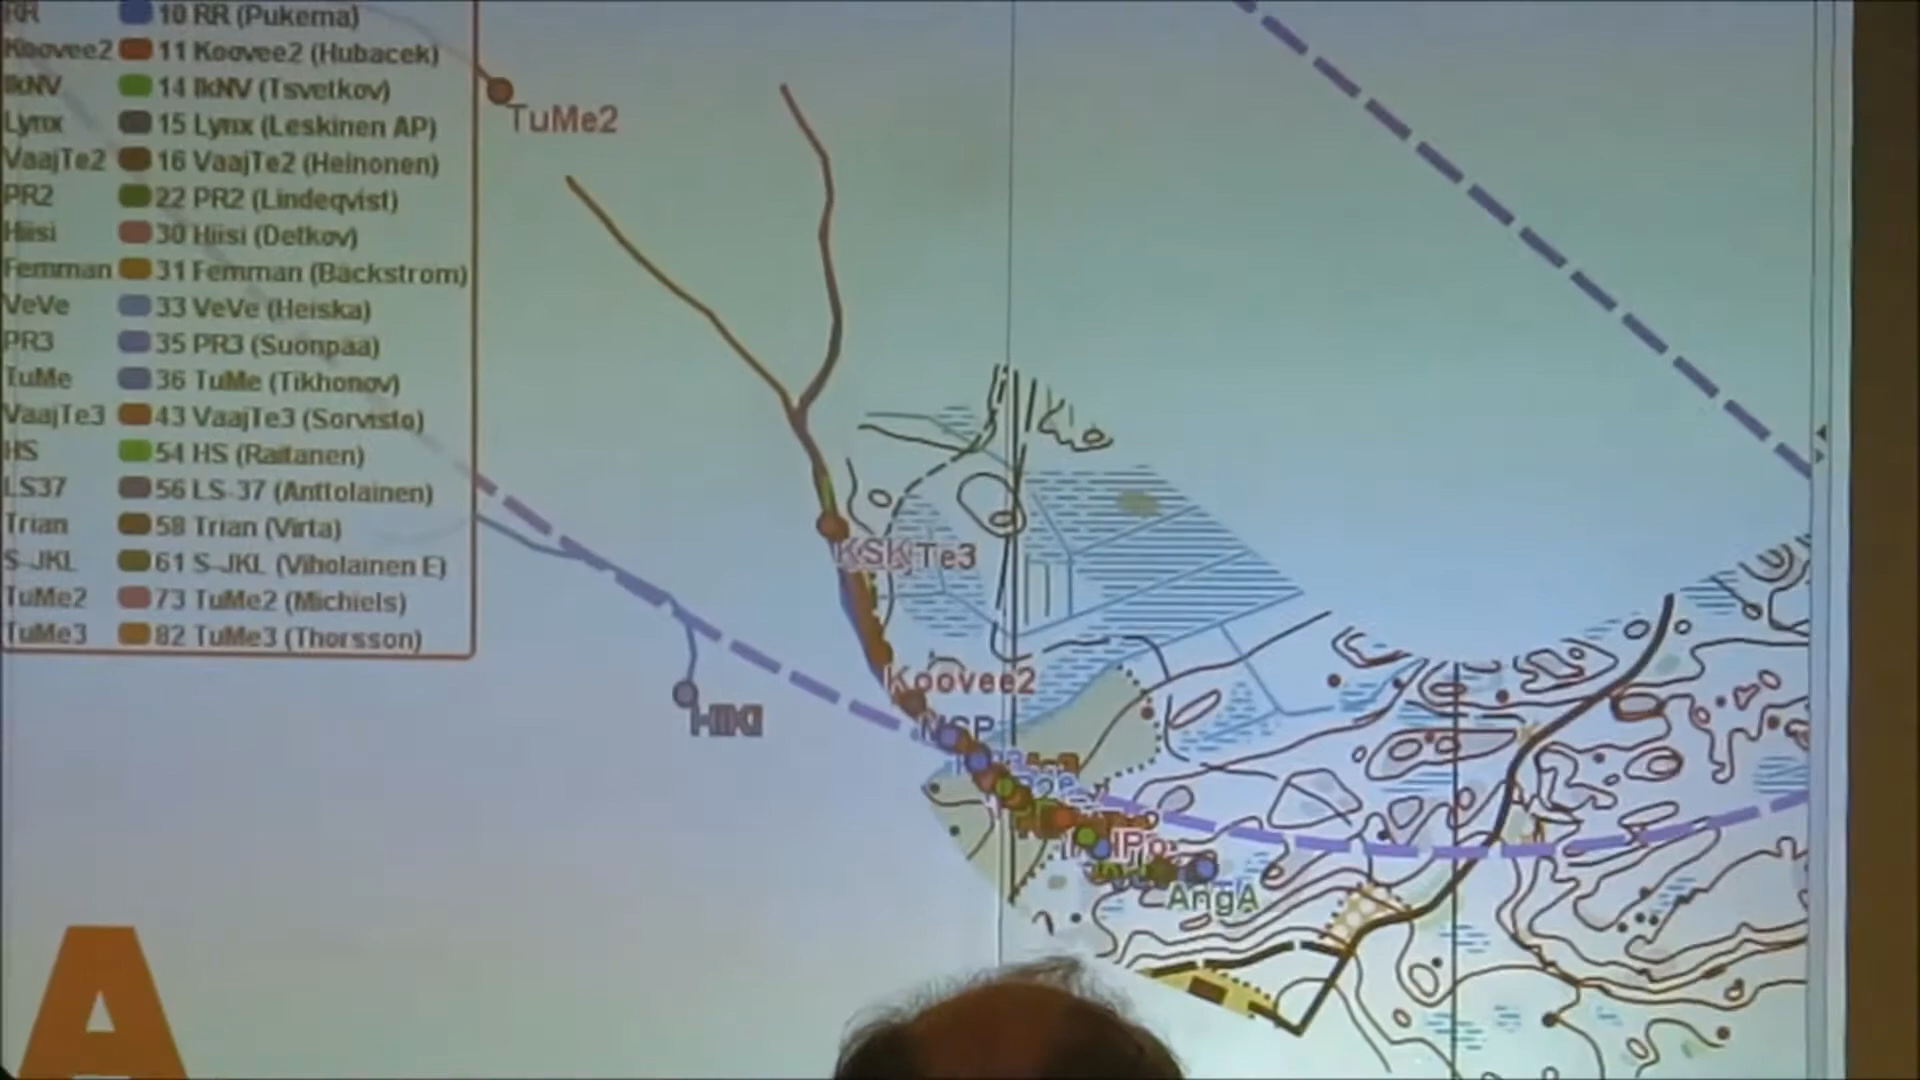 RR 10 RR (Pukema)
Koovee2 11 Koovee2 (Hubacek)
IkNV 14 IkNV (Tsvetkov)
Lynx 15 Lynx (Leskinen AP)
VaajTe2 16 VaajTe2 (Heinonen)
PR2 22 PR2 (Lindeqvist)
Hiisi 30 Hiisi (Detkov)
Femman 31 Femman (Backstrom)
VeVe 33 VeVe (Heiska)
PR3 35 PR3 (Suonpaa)
TuMe 36 TuMe (Tikhonov)
VaajTe3 43 VaajTe3 (Sorvisto)
HS 54 HS (Raitanen)
LS37 56 LS-37 (Anttolainen)
Trian 58 Trian (Virta)
S-JKL 61 S-JKL (Viholainen E)
TuMe2 73 TuMe2 (Michiels)
TuMe3 82 TuMe3 (Thorsson)
TuMe2
Koovee2
MSP
AngA
A